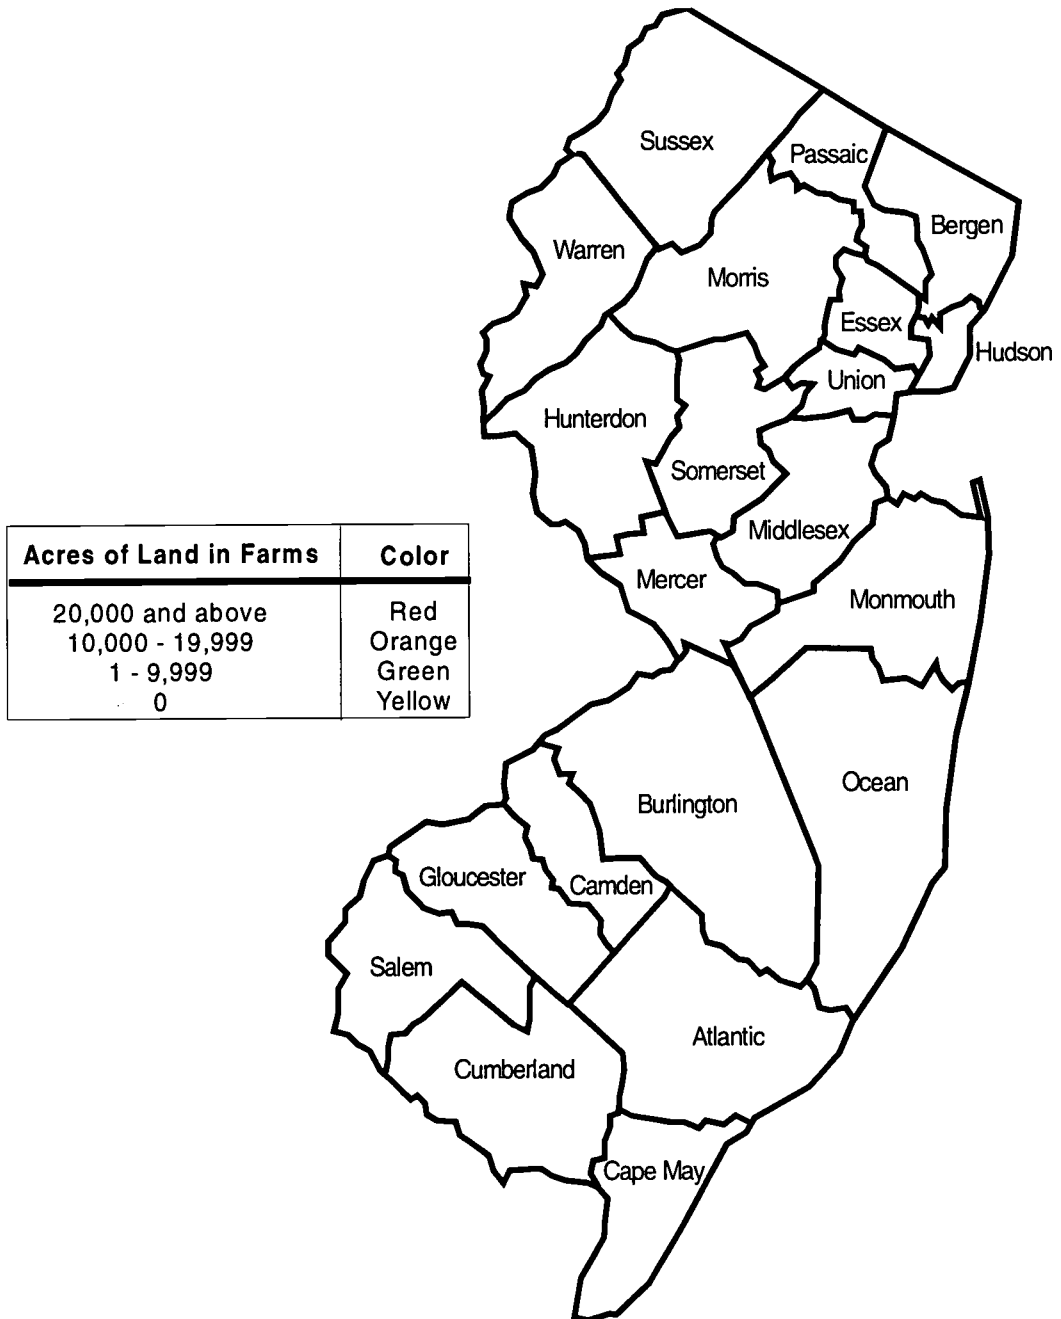 Sussex
Passaic
Bergen
Warren
Morris
Essex
Hudson
Union
Hunterdon
Somerset
Middlesex
Mercer
Monmouth
Acres of Land in Farms Color
20,000 and above Red
10,000 - 19,999 Orange
1 - 9,999 Green
0 Yellow
Ocean
Burlington
Gloucester
Camden
Salem
Atlantic
Cumberland
Cape May